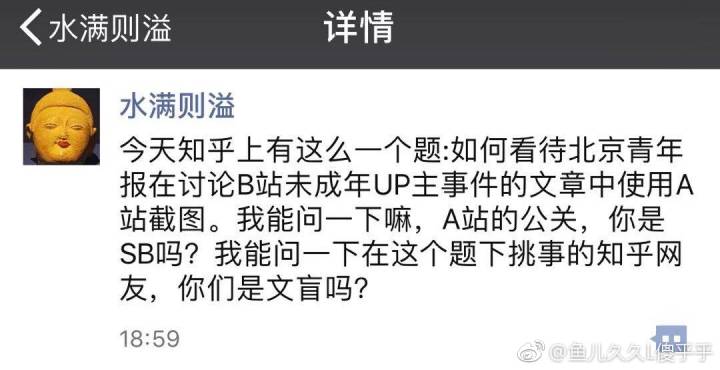 水满则溢
详情
水满则溢
今天知乎上有这么一个题:如何看待北京青年
报在讨论B站未成年UP主事件的文章中使用A
站截图。我能问一下嘛，A站的公关，你是
SB吗？我能问一下在这个题下挑事的知乎网
友，你们是文盲吗？
18:59
@鱼儿久久L傻乎乎